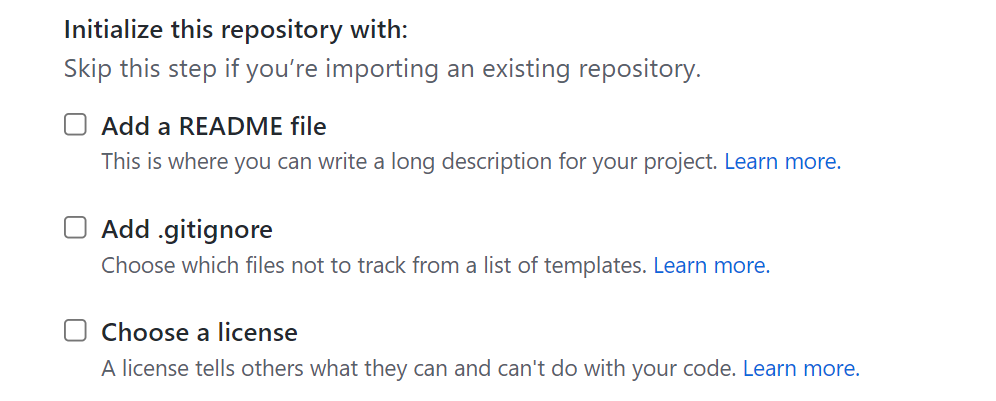 Initialize this repository with:
Skip this step if you’re importing an existing repository.
Add a README file
This is where you can write a long description for your project. Learn more.
Add .gitignore
Choose which files not to track from a list of templates. Learn more.
Choose a license
A license tells others what they can and can't do with your code. Learn more.